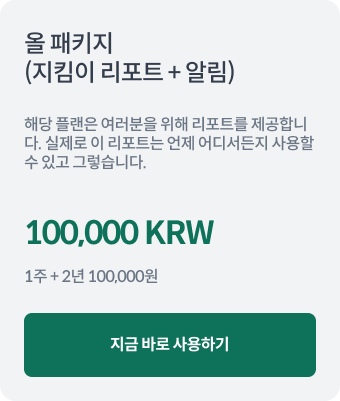 올 패키지
(지킴이 리포트 + 알림)
해당 플랜은 여러분을 위해 리포트를 제공합니
다. 실제로 이 리포트는 언제 어디서든지 사용할
수 있고 그렇습니다.
100,000 KRW
1주 + 2년 100,000원
지금 바로 사용하기